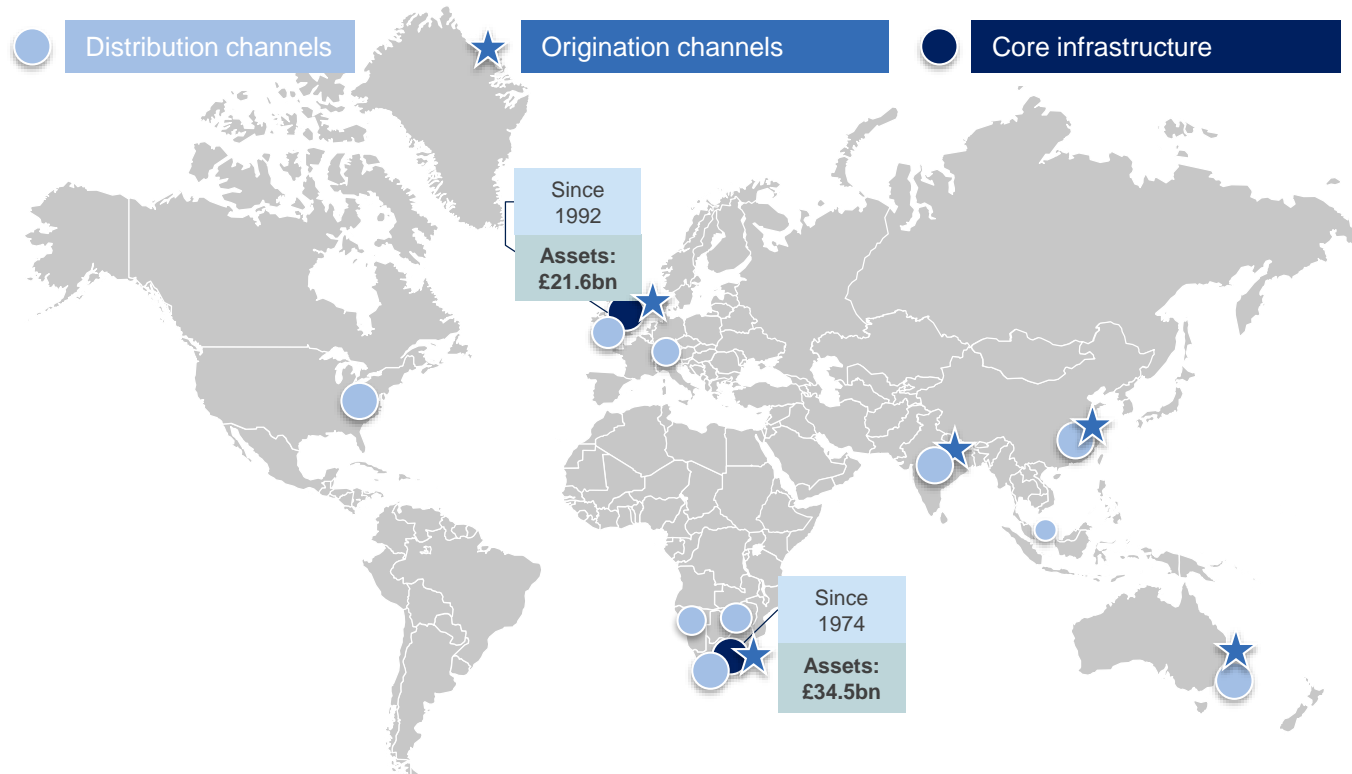 Distribution channels
Origination channels
Core infrastructure
Since
1992
Assets:
£21.6bn
Since
1974
Assets:
£34.5bn